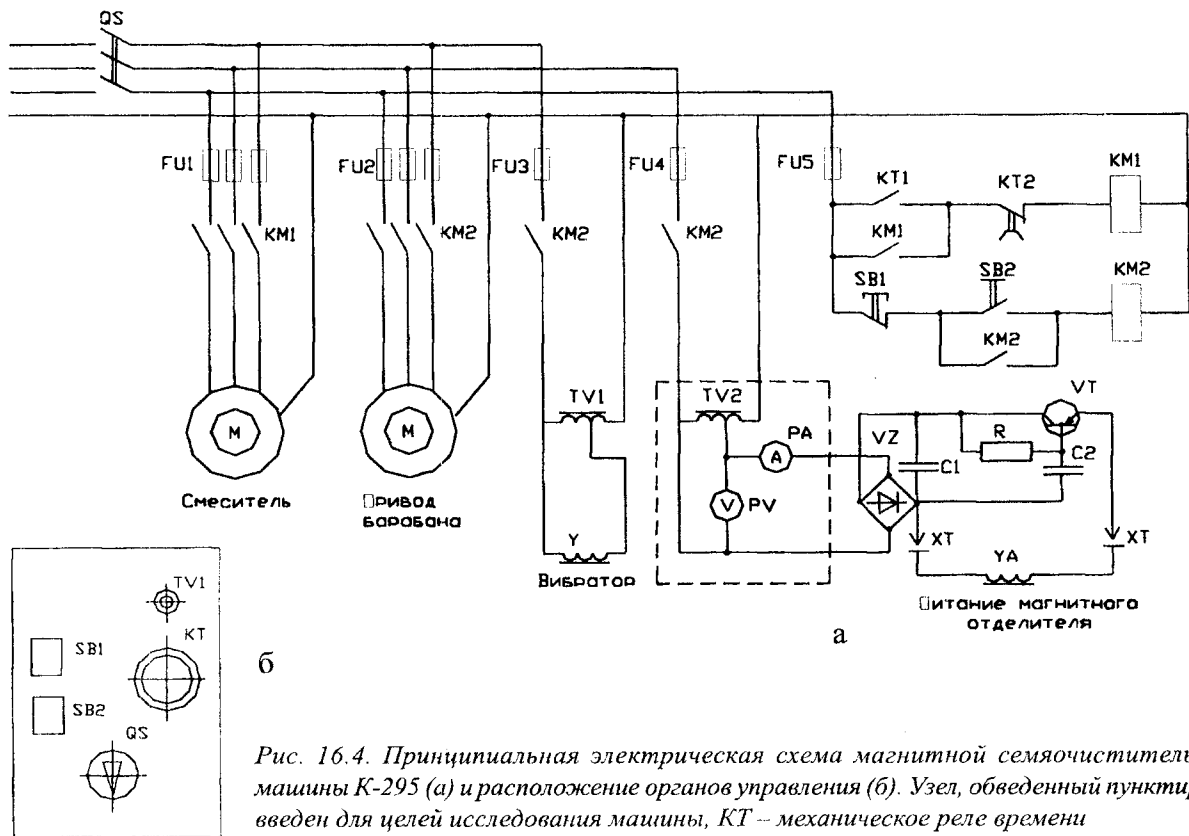 QS
FU1
FU2
FU3
FU4
FU5
KT1
KT2
KM1
KM1
KM2
KM2
KM2
KM1
SB1
SB2
KM2
KM2
TV1
TV2
PA
A
VZ
VT
R
C1
C2
M
M
V
PV
XT
XT
YA
Y
Смеситель
Привод
барабана
Вибратор
Питание магнитного
отделителя
а
TV1
KT
SB1
SB2
QS
б
Рис. 16.4. Принципиальная электрическая схема магнитной семяочиститель
машины К-295 (а) и расположение органов управления (б). Узел, обведенный пункти
введен для целей исследования машины, КТ – механическое реле времени